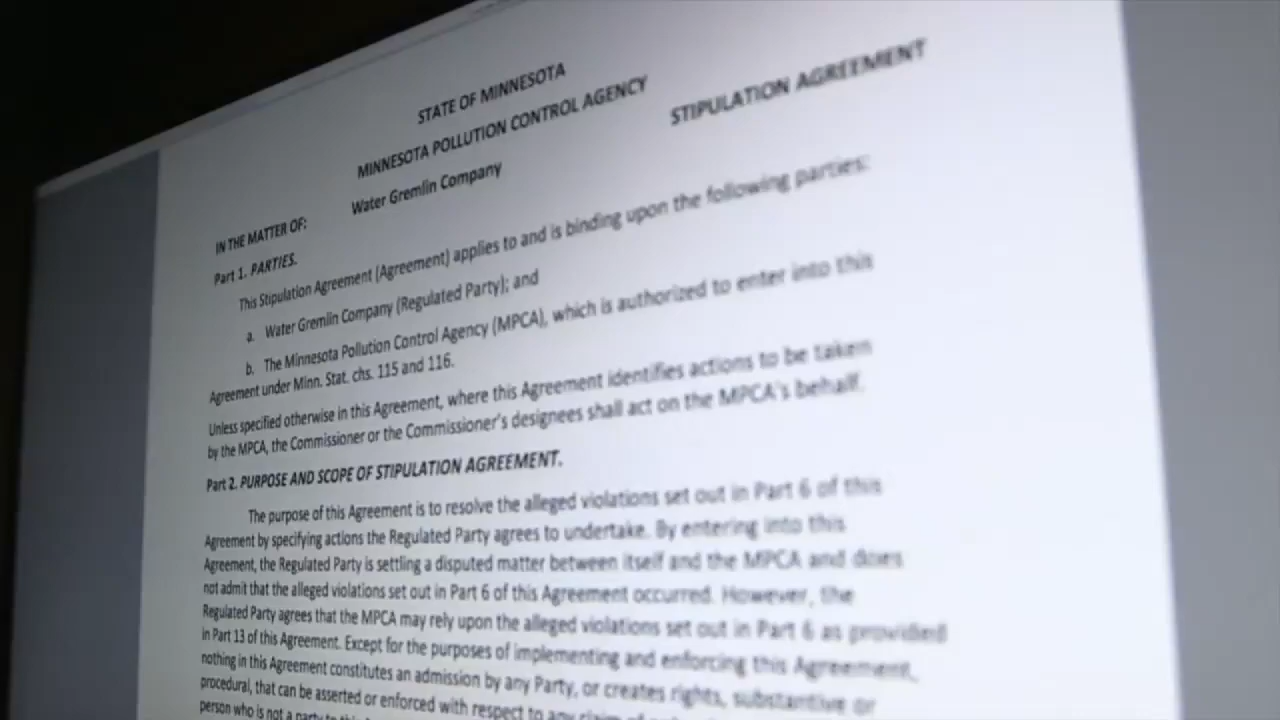 STATE OF MINNESOTA
MINNESOTA POLLUTION CONTROL AGENCY
STIPULATION AGREEMENT
IN THE MATTER OF: Water Gremlin Company
Part 1. PARTIES.
This Stipulation Agreement (Agreement) applies to and is binding upon the following parties:
a. Water Gremlin Company (Regulated Party); and
b. The Minnesota Pollution Control Agency (MPCA), which is authorized to enter into this
Agreement under Minn. Stat. chs. 115 and 116.
Unless specified otherwise in this Agreement, where this Agreement identifies actions to be taken
by the MPCA, the Commissioner or the Commissioner's designees shall act on the MPCA's behalf.
Part 2. PURPOSE AND SCOPE OF STIPULATION AGREEMENT.
The purpose of this Agreement is to resolve the alleged violations set out in Part 6 of this
Agreement by specifying actions the Regulated Party agrees to undertake. By entering into this
Agreement, the Regulated Party is settling a disputed matter between itself and the MPCA and does
not admit that the alleged violations set out in Part 6 of this Agreement occurred. However, the
Regulated Party agrees that the MPCA may rely upon the alleged violations set out in Part 6 as provided
in Part 13 of this Agreement. Except for the purposes of implementing and enforcing this Agreement,
nothing in this Agreement constitutes an admission by any Party, or creates rights, substantive or
procedural, that can be asserted or enforced with respect to any claim of
person who is not a party to this